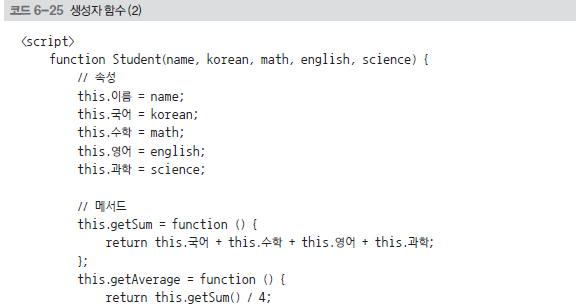 코드 6-25 생성자 함수 (2)
<script>
function Student(name, korean, math, english, science) {
// 속성
this.이름 = name;
this.국어 = korean;
this.수학 = math;
this.영어 = english;
this.과학 = science;
// 메서드
this.getSum = function () {
return this.국어 + this.수학 + this.영어 + this.과학;
};
this.getAverage = function () {
return this.getSum() / 4;